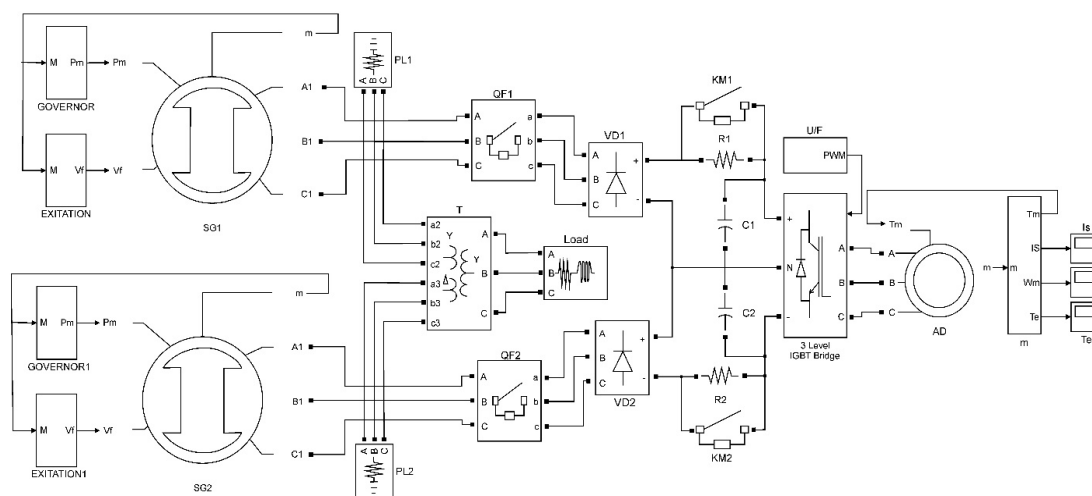 m
M Pm Pm
GOVERNOR
M Vf Vf
EXITATION
SG1
A1
B1
C1
PL1
A B C
QF1
A a
B b
C c
VD1
A +
B
C -
KM1
R1
U/F
PWM
C1
C2
+
N
-
A
B
C
3 Level
IGBT Bridge
Tm
A
B
C
AD
m m
Tm
IS
Wm
Te
m
Is
Te
T
a2 Y A
b2
c2 Y B
a3 Δ
b3
c3 C
Load
A
B
C
m
M Pm Pm
GOVERNOR1
M Vf Vf
EXITATION1
SG2
A1
B1
C1
A B C
PL2
QF2
A a
B b
C c
VD2
A +
B
C -
R2
KM2